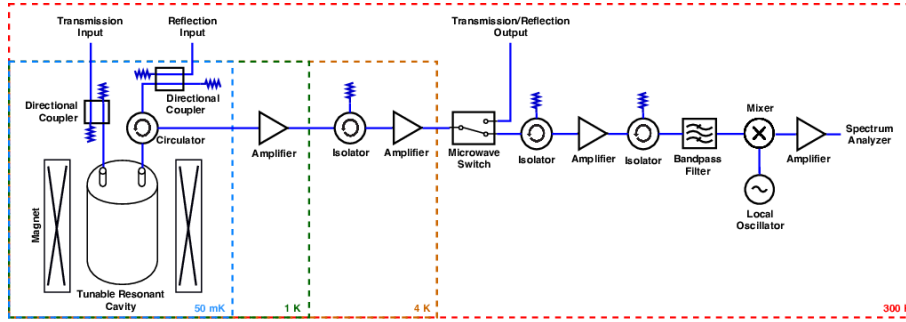 Transmission
Input
Reflection
Input
Transmission/Reflection
Output
Directional
Coupler
Directional
Coupler
Circulator
Amplifier
Isolator
Amplifier
Microwave
Switch
Isolator
Amplifier
Isolator
Bandpass
Filter
Mixer
Local
Oscillator
Amplifier
Spectrum
Analyzer
Magnet
Tunable Resonant
Cavity
50 mK
1 K
4 K
300 K